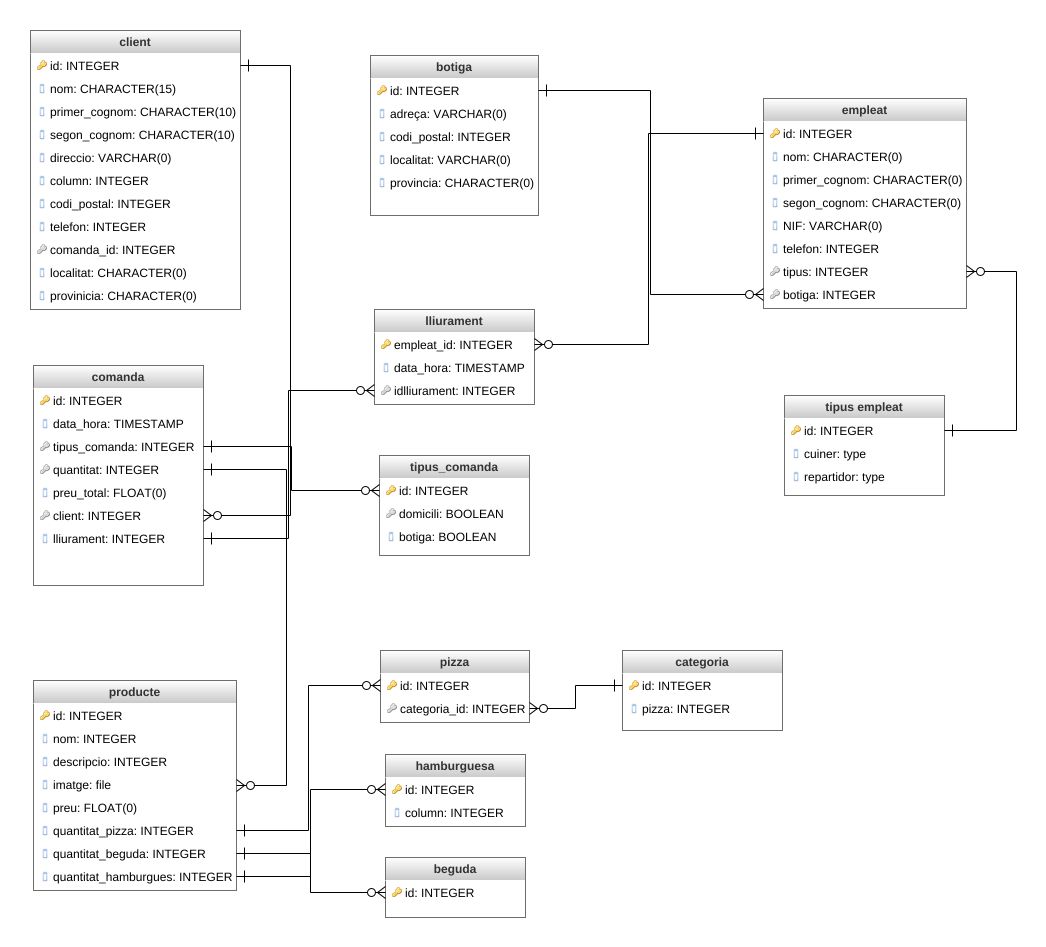 client
id: INTEGER
nom: CHARACTER(15)
primer_cognom: CHARACTER(10)
segon_cognom: CHARACTER(10)
direccio: VARCHAR(0)
column: INTEGER
codi_postal: INTEGER
telefon: INTEGER
comanda_id: INTEGER
localitat: CHARACTER(0)
provinicia: CHARACTER(0)
botiga
id: INTEGER
adreça: VARCHAR(0)
codi_postal: INTEGER
localitat: VARCHAR(0)
provincia: CHARACTER(0)
empleat
id: INTEGER
nom: CHARACTER(0)
primer_cognom: CHARACTER(0)
segon_cognom: CHARACTER(0)
NIF: VARCHAR(0)
telefon: INTEGER
tipus: INTEGER
botiga: INTEGER
lliurament
empleat_id: INTEGER
data_hora: TIMESTAMP
idlliurament: INTEGER
comanda
id: INTEGER
data_hora: TIMESTAMP
tipus_comanda: INTEGER
quantitat: INTEGER
preu_total: FLOAT(0)
client: INTEGER
lliurament: INTEGER
tipus empleat
id: INTEGER
cuiner: type
repartidor: type
tipus_comanda
id: INTEGER
domicili: BOOLEAN
botiga: BOOLEAN
pizza
id: INTEGER
categoria_id: INTEGER
categoria
id: INTEGER
pizza: INTEGER
producte
id: INTEGER
nom: INTEGER
descripcio: INTEGER
imatge: file
preu: FLOAT(0)
quantitat_pizza: INTEGER
quantitat_beguda: INTEGER
quantitat_hamburgues: INTEGER
hamburguesa
id: INTEGER
column: INTEGER
beguda
id: INTEGER